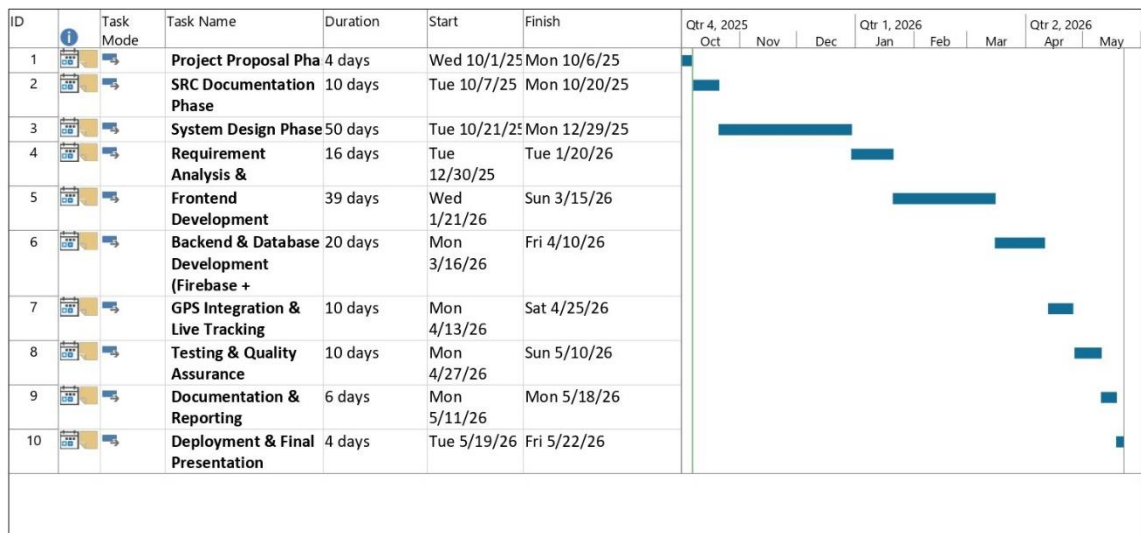 ID Task Mode Task Name Duration Start Finish Qtr 4, 2025 Qtr 1, 2026 Qtr 2, 2026
Oct Nov Dec Jan Feb Mar Apr May
1 Project Proposal Pha 4 days Wed 10/1/25 Mon 10/6/25
2 SRC Documentation 10 days Tue 10/7/25 Mon 10/20/25
Phase
3 System Design Phase 50 days Tue 10/21/25 Mon 12/29/25
4 Requirement 16 days Tue Tue 1/20/26
Analysis & 12/30/25
5 Frontend 39 days Wed Sun 3/15/26
Development 1/21/26
6 Backend & Database 20 days Mon Fri 4/10/26
Development 3/16/26
(Firebase +
7 GPS Integration & 10 days Mon Sat 4/25/26
Live Tracking 4/13/26
8 Testing & Quality 10 days Mon Sun 5/10/26
Assurance 4/27/26
9 Documentation & 6 days Mon Mon 5/18/26
Reporting 5/11/26
10 Deployment & Final 4 days Tue 5/19/26 Fri 5/22/26
Presentation